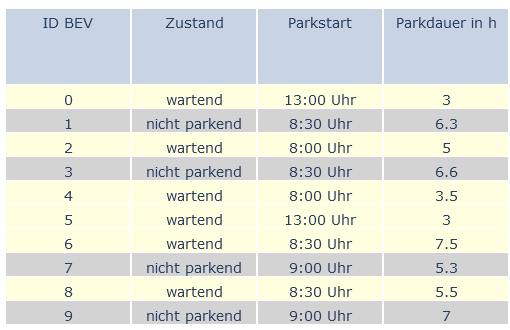 ID BEV Zustand Parkstart Parkdauer in h
0 wartend 13:00 Uhr 3
1 nicht parkend 8:30 Uhr 6.3
2 wartend 8:00 Uhr 5
3 nicht parkend 8:30 Uhr 6.6
4 wartend 8:00 Uhr 3.5
5 wartend 13:00 Uhr 3
6 wartend 8:30 Uhr 7.5
7 nicht parkend 9:00 Uhr 5.3
8 wartend 8:30 Uhr 5.5
9 nicht parkend 9:00 Uhr 7